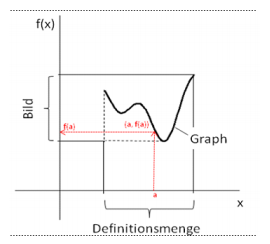 f(x)
Bild
f(a)
(a, f(a))
Graph
a
x
Definitionsmenge